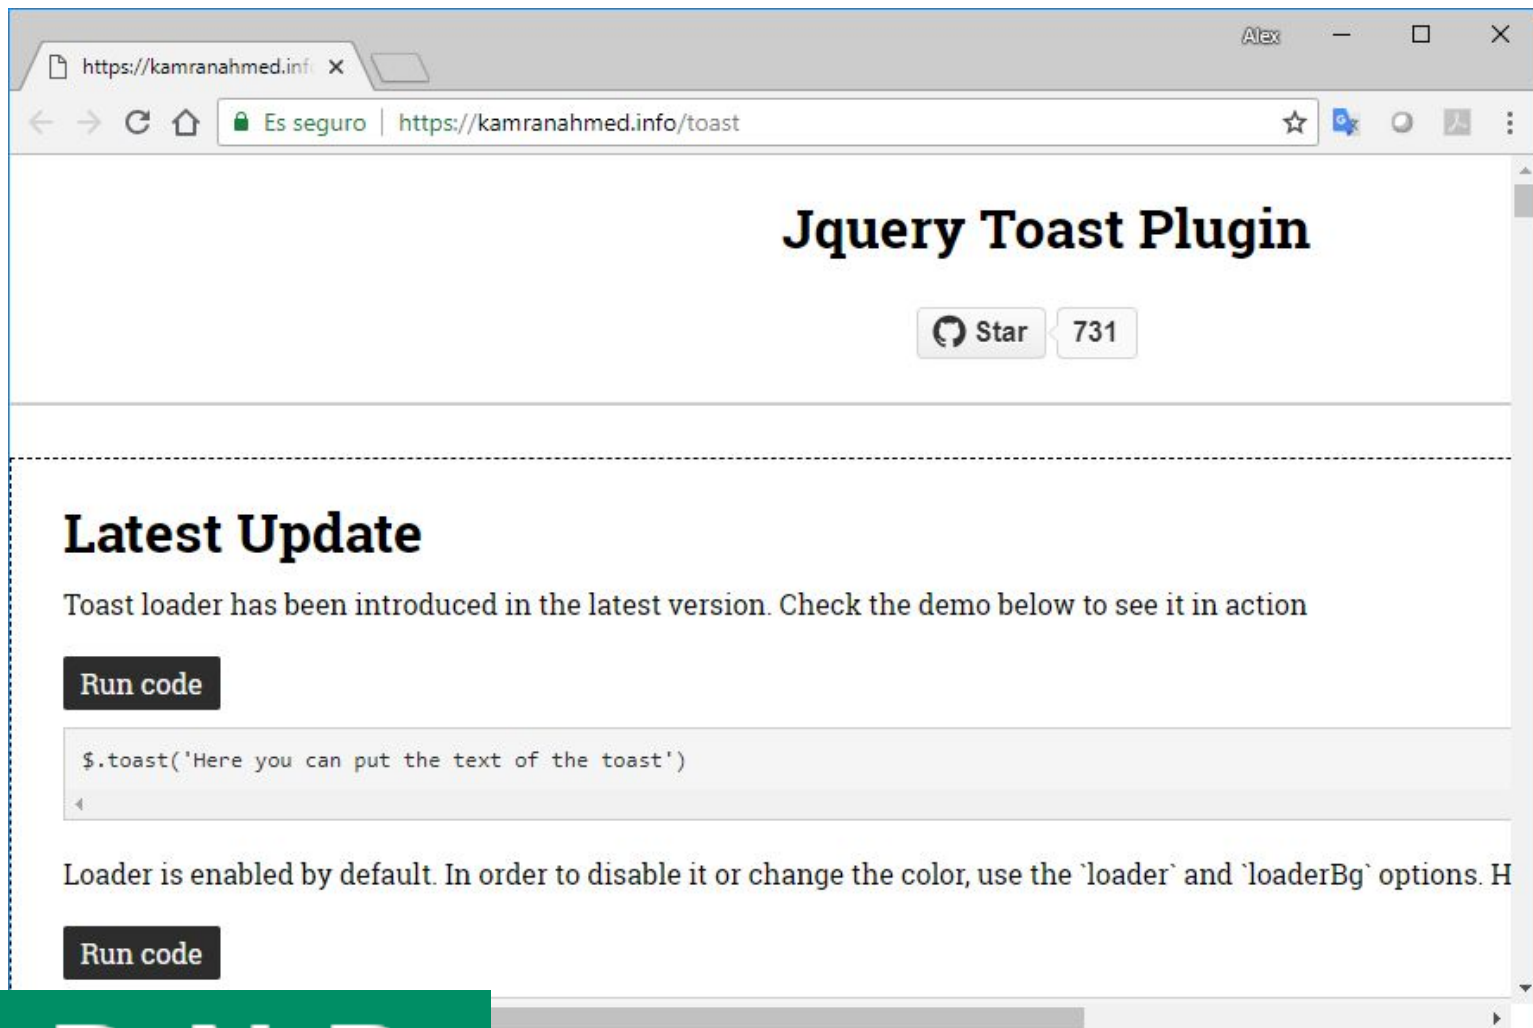 Alex
https://kamranahmed.inf
Es seguro https://kamranahmed.info/toast
Jquery Toast Plugin
Star 731
Latest Update
Toast loader has been introduced in the latest version. Check the demo below to see it in action
Run code
$.toast('Here you can put the text of the toast')
Loader is enabled by default. In order to disable it or change the color, use the `loader` and `loaderBg` options. H
Run code